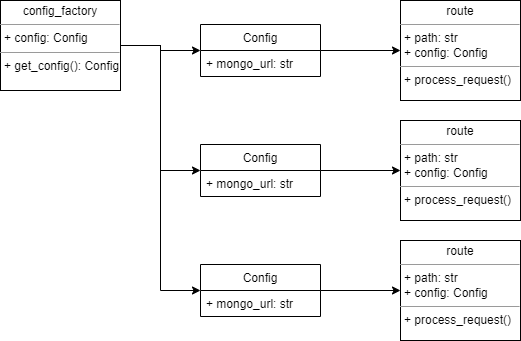 config_factory
+ config: Config
+ get_config(): Config
Config
+ mongo_url: str
route
+ path: str
+ config: Config
+ process_request()
Config
+ mongo_url: str
route
+ path: str
+ config: Config
+ process_request()
Config
+ mongo_url: str
route
+ path: str
+ config: Config
+ process_request()